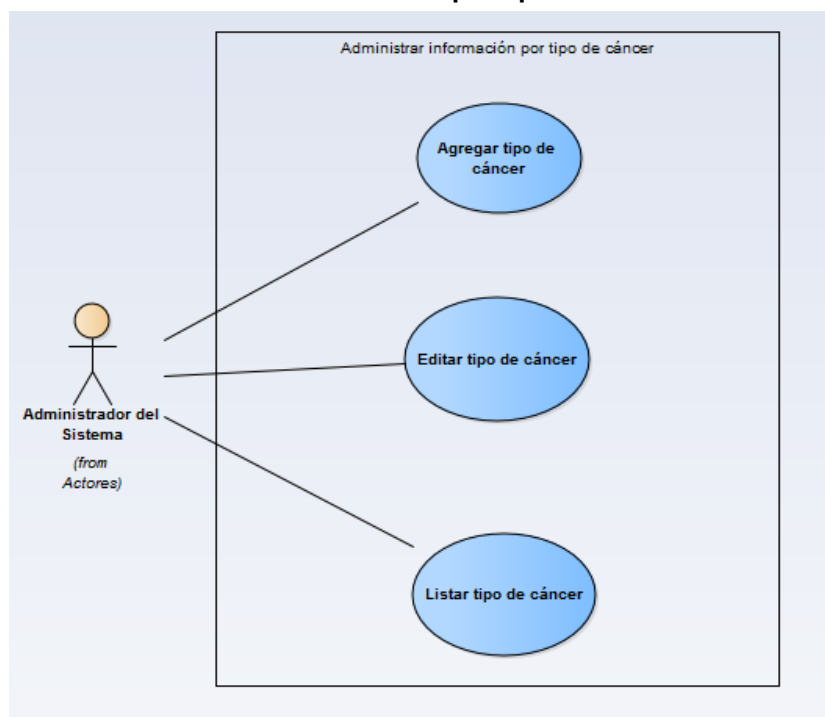 Administrar información por tipo de cáncer
Agregar tipo de
cáncer
Editar tipo de cáncer
Administrador del
Sistema
(from
Actores)
Listar tipo de cáncer